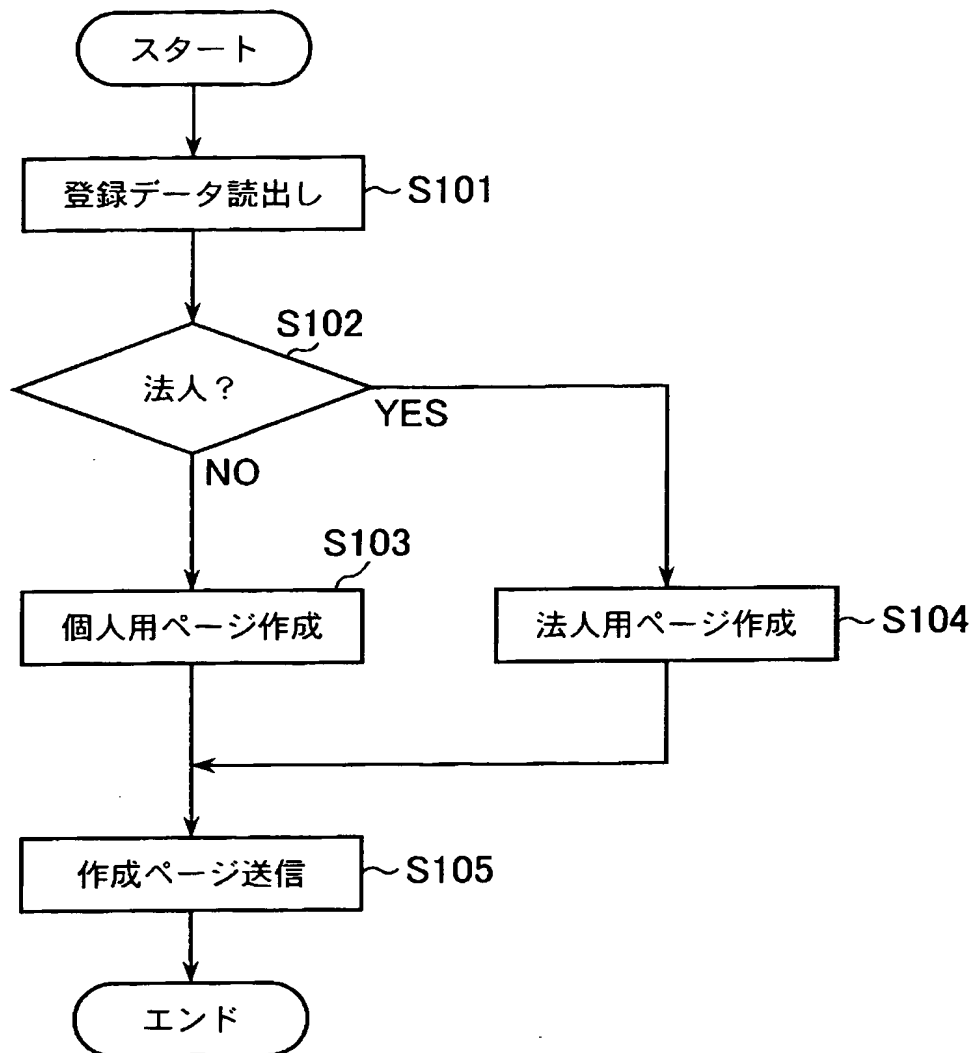 スタート
登録データ読出し
S101
S102
法人？
YES
NO
S103
個人用ページ作成
法人用ページ作成
S104
作成ページ送信
S105
エンド